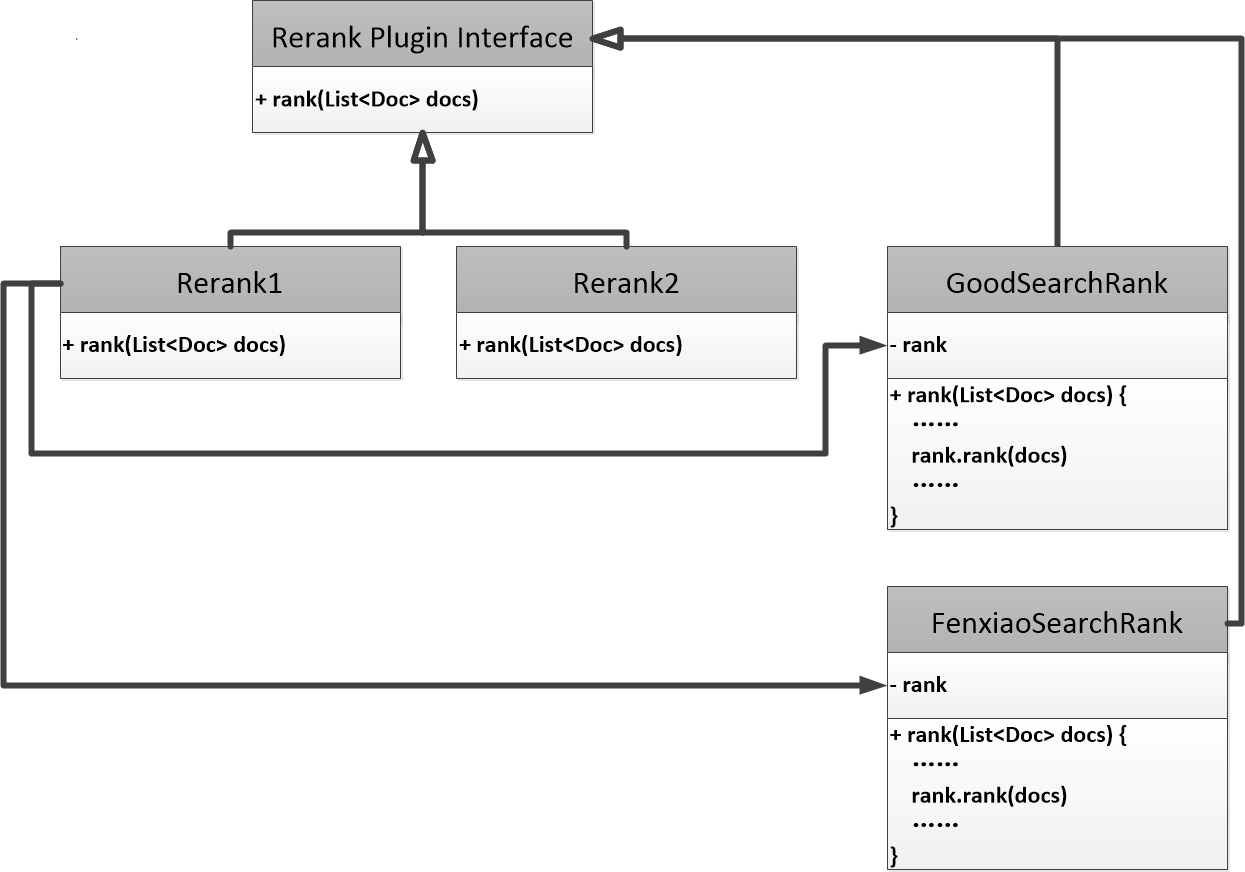 Rerank Plugin Interface
+ rank(List<Doc> docs)
Rerank1
+ rank(List<Doc> docs)
Rerank2
+ rank(List<Doc> docs)
GoodSearchRank
- rank
+ rank(List<Doc> docs) {
......
rank.rank(docs)
......
}
FenxiaoSearchRank
- rank
+ rank(List<Doc> docs) {
......
rank.rank(docs)
......
}